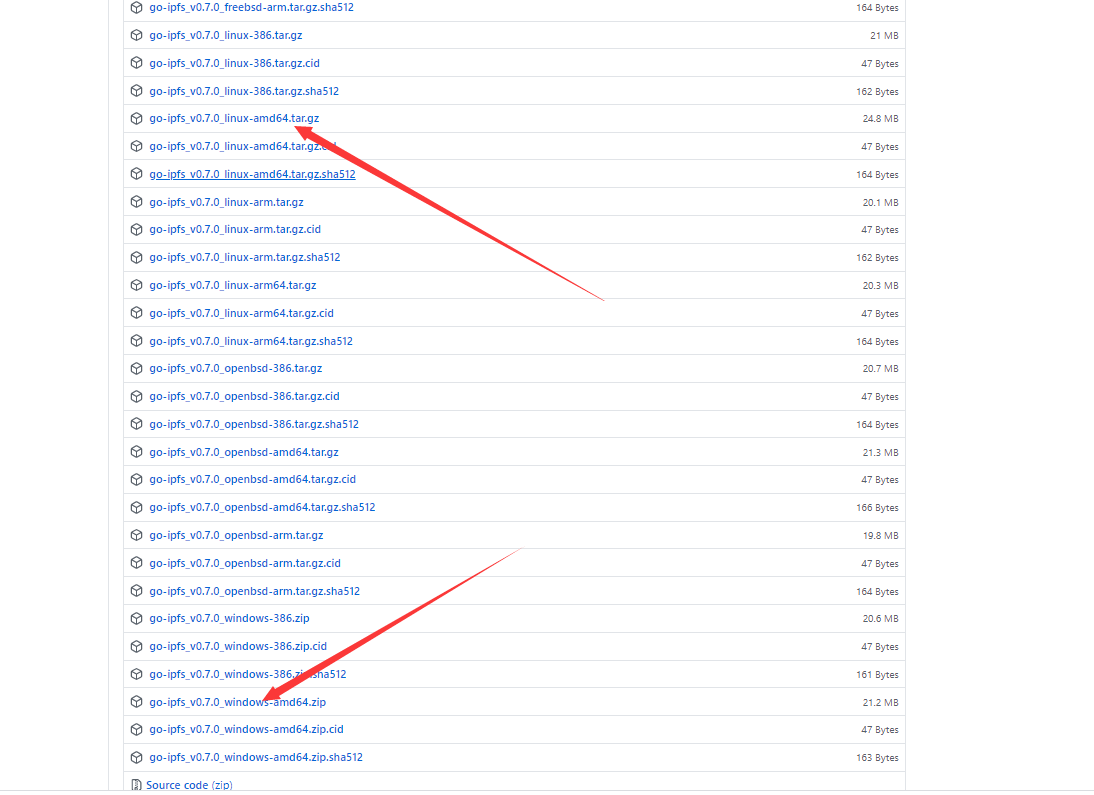 go-ipfs_v0.7.0_freebsd-arm.tar.gz.sha512 164 Bytes
go-ipfs_v0.7.0_linux-386.tar.gz 21 MB
go-ipfs_v0.7.0_linux-386.tar.gz.cid 47 Bytes
go-ipfs_v0.7.0_linux-386.tar.gz.sha512 162 Bytes
go-ipfs_v0.7.0_linux-amd64.tar.gz 24.8 MB
go-ipfs_v0.7.0_linux-amd64.tar.gz.cid 47 Bytes
go-ipfs_v0.7.0_linux-amd64.tar.gz.sha512 164 Bytes
go-ipfs_v0.7.0_linux-arm.tar.gz 20.1 MB
go-ipfs_v0.7.0_linux-arm.tar.gz.cid 47 Bytes
go-ipfs_v0.7.0_linux-arm.tar.gz.sha512 162 Bytes
go-ipfs_v0.7.0_linux-arm64.tar.gz 20.3 MB
go-ipfs_v0.7.0_linux-arm64.tar.gz.cid 47 Bytes
go-ipfs_v0.7.0_linux-arm64.tar.gz.sha512 164 Bytes
go-ipfs_v0.7.0_openbsd-386.tar.gz 20.7 MB
go-ipfs_v0.7.0_openbsd-386.tar.gz.cid 47 Bytes
go-ipfs_v0.7.0_openbsd-386.tar.gz.sha512 164 Bytes
go-ipfs_v0.7.0_openbsd-amd64.tar.gz 21.3 MB
go-ipfs_v0.7.0_openbsd-amd64.tar.gz.cid 47 Bytes
go-ipfs_v0.7.0_openbsd-amd64.tar.gz.sha512 166 Bytes
go-ipfs_v0.7.0_openbsd-arm.tar.gz 19.8 MB
go-ipfs_v0.7.0_openbsd-arm.tar.gz.cid 47 Bytes
go-ipfs_v0.7.0_openbsd-arm.tar.gz.sha512 164 Bytes
go-ipfs_v0.7.0_windows-386.zip 20.6 MB
go-ipfs_v0.7.0_windows-386.zip.cid 47 Bytes
go-ipfs_v0.7.0_windows-386.zip.sha512 161 Bytes
go-ipfs_v0.7.0_windows-amd64.zip 21.2 MB
go-ipfs_v0.7.0_windows-amd64.zip.cid 47 Bytes
go-ipfs_v0.7.0_windows-amd64.zip.sha512 163 Bytes
Source code (zip)